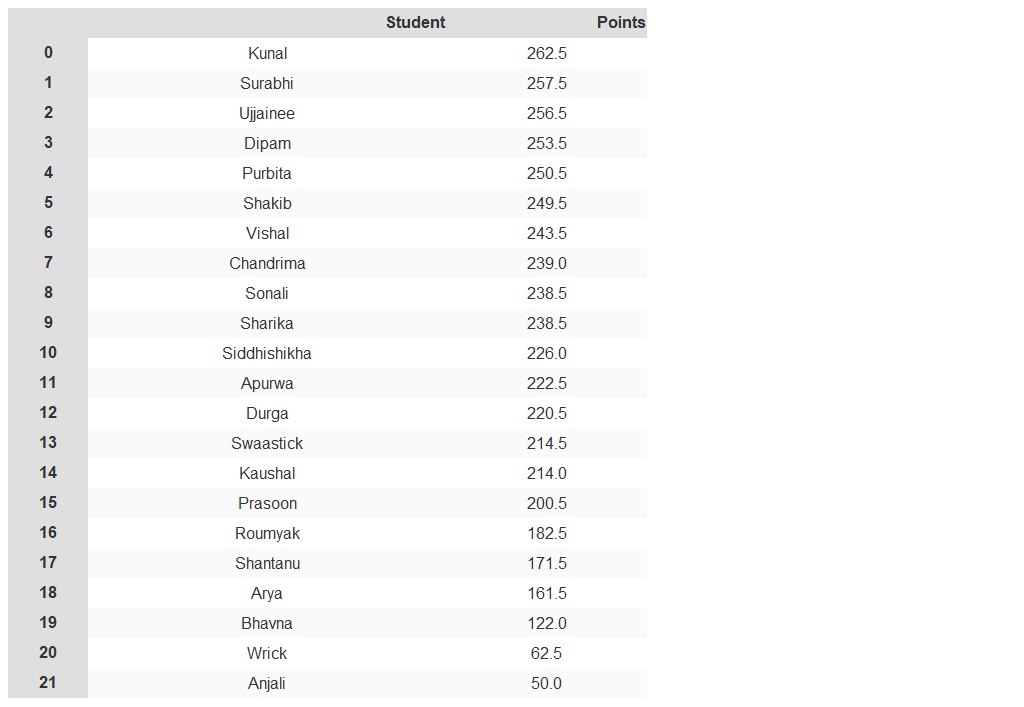 Student Points
0 Kunal 262.5
1 Surabhi 257.5
2 Ujjainee 256.5
3 Dipam 253.5
4 Purbita 250.5
5 Shakib 249.5
6 Vishal 243.5
7 Chandrima 239.0
8 Sonali 238.5
9 Sharika 238.5
10 Siddhishikha 226.0
11 Apurwa 222.5
12 Durga 220.5
13 Swaastick 214.5
14 Kaushal 214.0
15 Prasoon 200.5
16 Roumyak 182.5
17 Shantanu 171.5
18 Arya 161.5
19 Bhavna 122.0
20 Wrick 62.5
21 Anjali 50.0